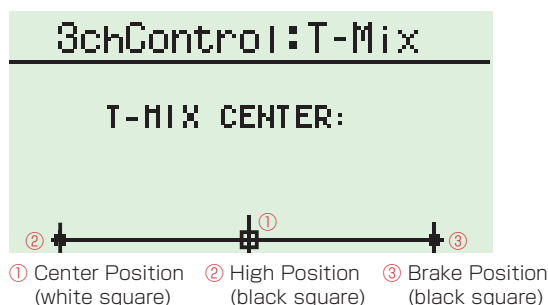 3chControl:T-Mix
T-MIX CENTER:
①
② ③
① Center Position ② High Position ③ Brake Position
(white square) (black square) (black square)